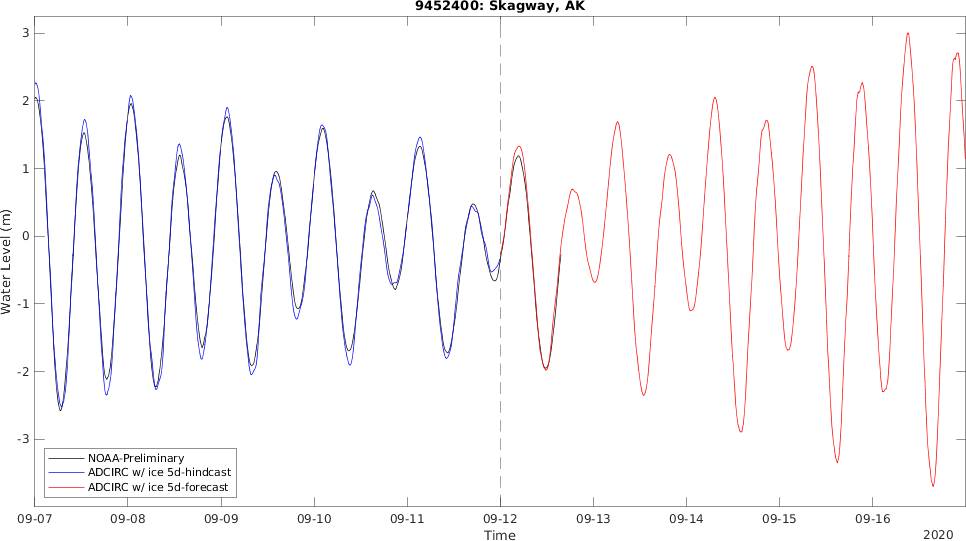 9452400: Skagway, AK
Water Level (m)
3
2
1
0
-1
-2
-3
NOAA-Preliminary
ADCIRC w/ ice 5d-hindcast
ADCIRC w/ ice 5d-forecast
09-07 09-08 09-09 09-10 09-11 09-12 09-13 09-14 09-15 09-16
Time
2020